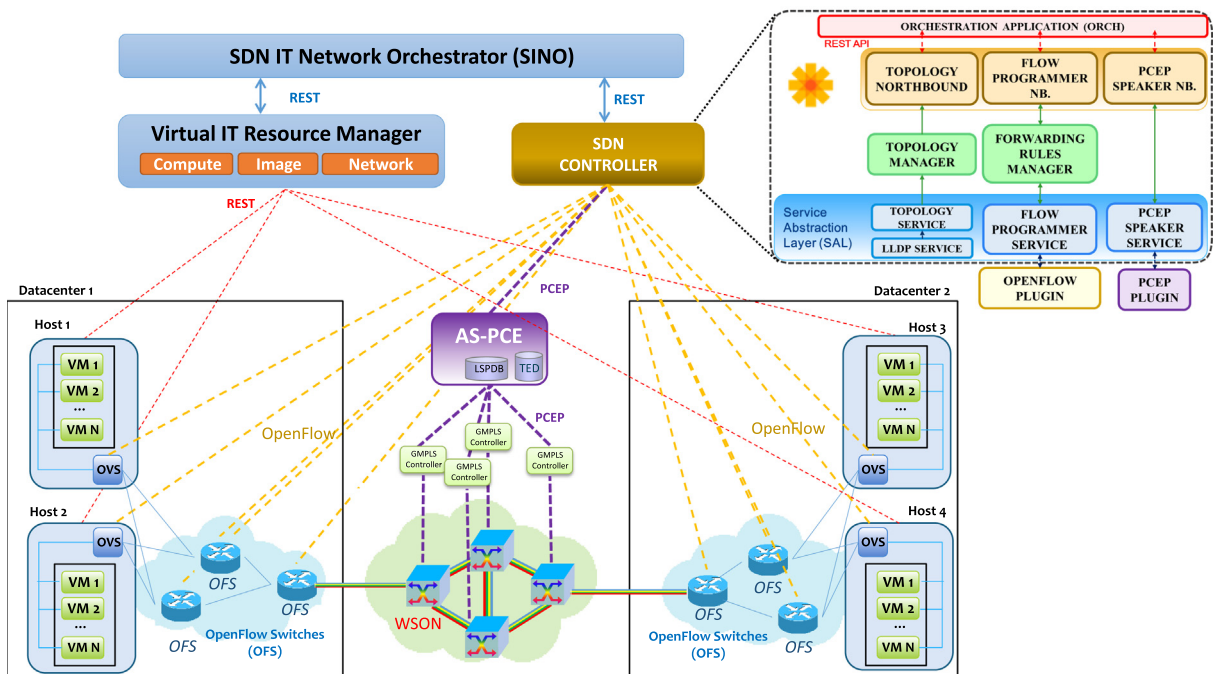 SDN IT Network Orchestrator (SINO)
REST
REST
Virtual IT Resource Manager
Compute
Image
Network
SDN
CONTROLLER
ORCHESTRATION APPLICATION (ORCH)
REST API
TOPOLOGY
NORTHBOUND
FLOW
PROGRAMMER
NB.
PCEP
SPEAKER NB.
TOPOLOGY
MANAGER
FORWARDING
RULES
MANAGER
Service
Abstraction
Layer (SAL)
TOPOLOGY
SERVICE
LLDP SERVICE
FLOW
PROGRAMMER
SERVICE
PCEP
SPEAKER
SERVICE
OPENFLOW
PLUGIN
PCEP
PLUGIN
REST
PCEP
Datacenter 1
Datacenter 2
Host 1
VM 1
VM 2
...
VM N
OVS
Host 2
OVS
VM 1
VM 2
...
VM N
OpenFlow
OFS
OFS
OFS
OpenFlow Switches
(OFS)
AS-PCE
LSPDB
TED
PCEP
GMPLS
Controller
GMPLS
Controller
GMPLS
Controller
GMPLS
Controller
WSON
OpenFlow
Host 3
VM 1
VM 2
...
VM N
OVS
Host 4
OVS
VM 1
VM 2
...
VM N
OFS
OFS
OFS
OpenFlow Switches
(OFS)